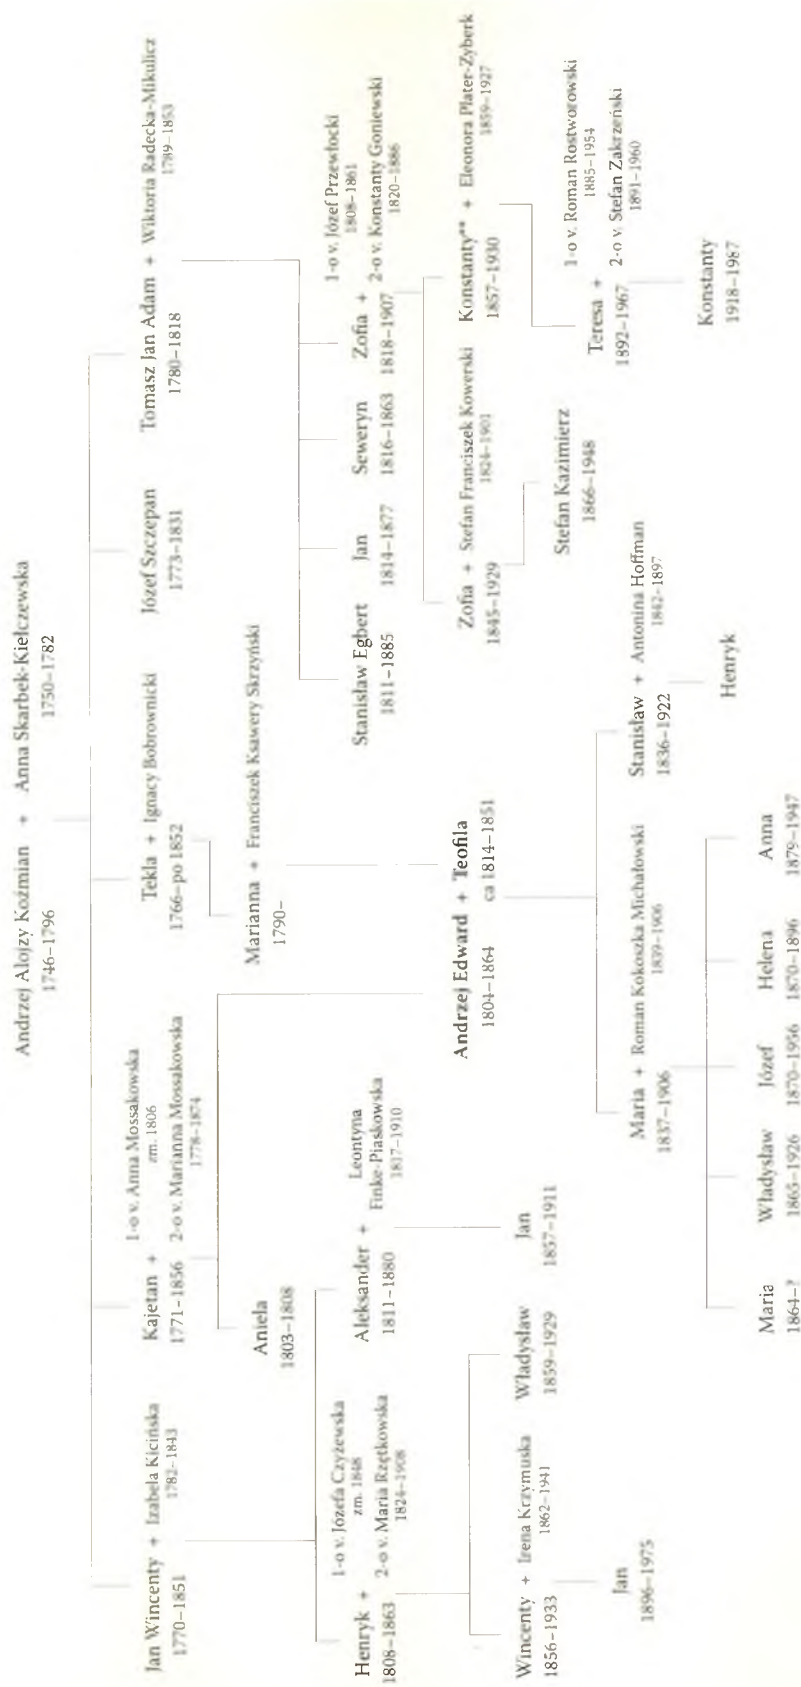 Andrzej Alojzy Koźmian + Anna Skarbek-Kiełczewska
1746–1796 1750–1782
Jan Wincenty + Izabela Kicińska
1770–1851 1782–1843
Kajetan +
1771–1856
1-o v. Anna Mossakowska
zm. 1806
2-o v. Marianna Mossakowska
1778–1874
Tekla + Ignacy Bobrownicki
1766–po 1852
Józef Szczepan
1773–1831
Tomasz Jan Adam + Wiktoria Radecka-Mikulicz
1780–1818 1789–1853
Aniela
1803–1808
Marianna + Franciszek Ksawery Skrzyński
1790–
Henryk +
1808–1863
1-o v. Józefa Czyżewska
zm. 1848
2-o v. Maria Rzętkowska
1824–1908
Aleksander +
1811–1880
Leontyna
Finke-Piaskowska
1817–1910
Stanisław Egbert
1811–1885
Jan
1814–1877
Seweryn
1816–1863
Zofia +
1818–1907
1-o v. Józef Przewłocki
1808–1861
2-o v. Konstanty Goniewski
1820–1886
Andrzej Edward + Teofila
1804–1864 ca 1814–1851
Zofia + Stefan Franciszek Kowerski
1845–1929 1824–1901
Konstanty** + Eleonora Plater-Zyberk
1857–1930 1859–1927
Wincenty + Irena Krzymuska
1856–1933 1862–1941
Władysław
1859–1929
Jan
1857–1911
Stefan Kazimierz
1866–1948
Teresa +
1892–1967
1-o v. Roman Rostworowski
1885–1954
2-o v. Stefan Zakrzeński
1891–1960
Jan
1896–1975
Maria + Roman Kokoszka Michałowski
1837–1906 1839–1906
Stanisław + Antonina Hoffman
1836–1922 1842–1897
Konstanty
1918–1987
Henryk
Maria
1864–?
Władysław
1865–1926
Józef
1870–1956
Helena
1870–1896
Anna
1879–1947